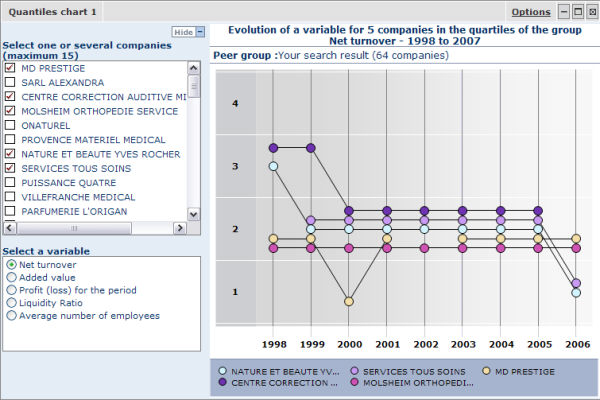 Quantiles chart 1
Options
Hide
Select one or several companies
(maximum 15)
MD PRESTIGE
SARL ALEXANDRA
CENTRE CORRECTION AUDITIVE MI
MOLSHEIM ORTHOPEDIE SERVICE
ONATUREL
PROVENCE MATERIEL MEDICAL
NATURE ET BEAUTE YVES ROCHER
SERVICES TOUS SOINS
PUISSANCE QUATRE
VILLEFRANCHE MEDICAL
PARFUMERIE L'ORIGAN
Select a variable
Net turnover
Added value
Profit (loss) for the period
Liquidity Ratio
Average number of employees
Evolution of a variable for 5 companies in the quartiles of the group
Net turnover - 1998 to 2007
Peer group :Your search result (64 companies)
4
3
2
1
1998 1999 2000 2001 2002 2003 2004 2005 2006
NATURE ET BEAUTE YV... SERVICES TOUS SOINS MD PRESTIGE
CENTRE CORRECTION ... MOLSHEIM ORTHOPEDI...